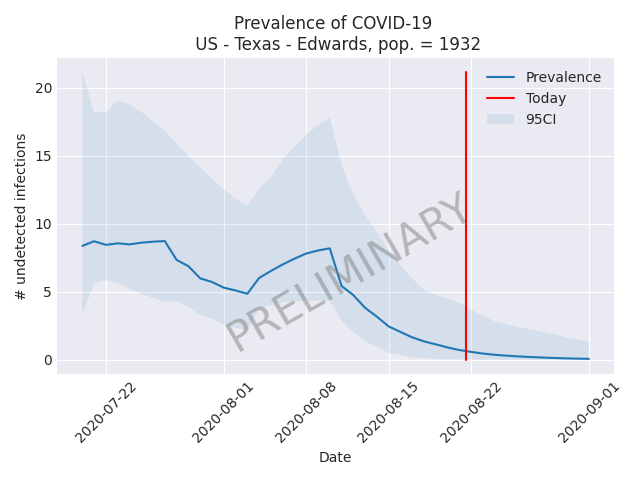 Prevalence of COVID-19
US - Texas - Edwards, pop. = 1932
# undetected infections
20
15
10
5
0
Prevalence
Today
95CI
PRELIMINARY
2020-07-22
2020-08-01
2020-08-08
2020-08-15
2020-08-22
2020-09-01
Date